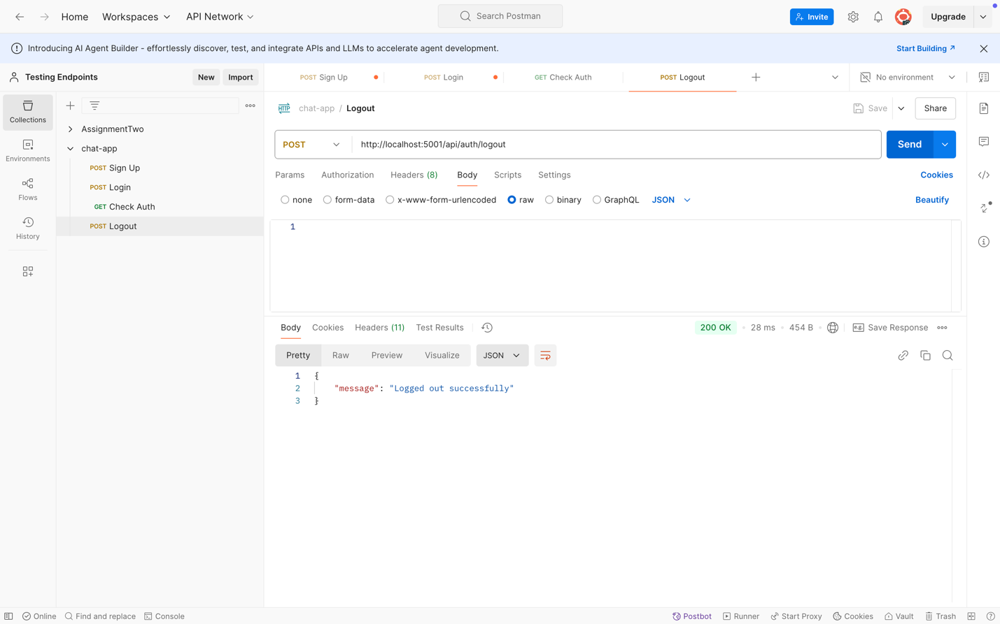 Home Workspaces API Network Search Postman Invite Upgrade
Introducing AI Agent Builder - effortlessly discover, test, and integrate APIs and LLMs to accelerate agent development. Start Building
Testing Endpoints New Import POST Sign Up POST Login GET Check Auth POST Logout No environment
Collections
Environments
Flows
History
AssignmentTwo
chat-app
POST Sign Up
POST Login
GET Check Auth
POST Logout
HTTP chat-app / Logout Save Share
POST http://localhost:5001/api/auth/logout Send
Params Authorization Headers (8) Body Scripts Settings Cookies
none form-data x-www-form-urlencoded raw binary GraphQL JSON Beautify
1
Body Cookies Headers (11) Test Results 200 OK • 28 ms • 454 B • e.g. Save Response
Pretty Raw Preview Visualize JSON
1 {
2 "message": "Logged out successfully"
3 }
Online Find and replace Console Postbot Runner Start Proxy Cookies Vault Trash